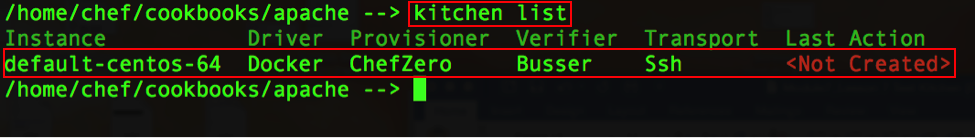 /home/chef/cookbooks/apache --> kitchen list
Instance Driver Provisioner Verifier Transport Last Action
default-centos-64 Docker ChefZero Busser Ssh <Not Created>
/home/chef/cookbooks/apache -->